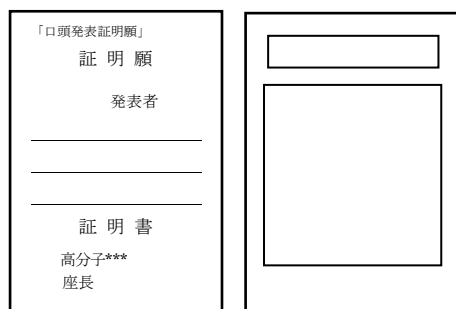 「口頭発表証明願」
証 明 願
発表者
証 明 書
高分子***
座長